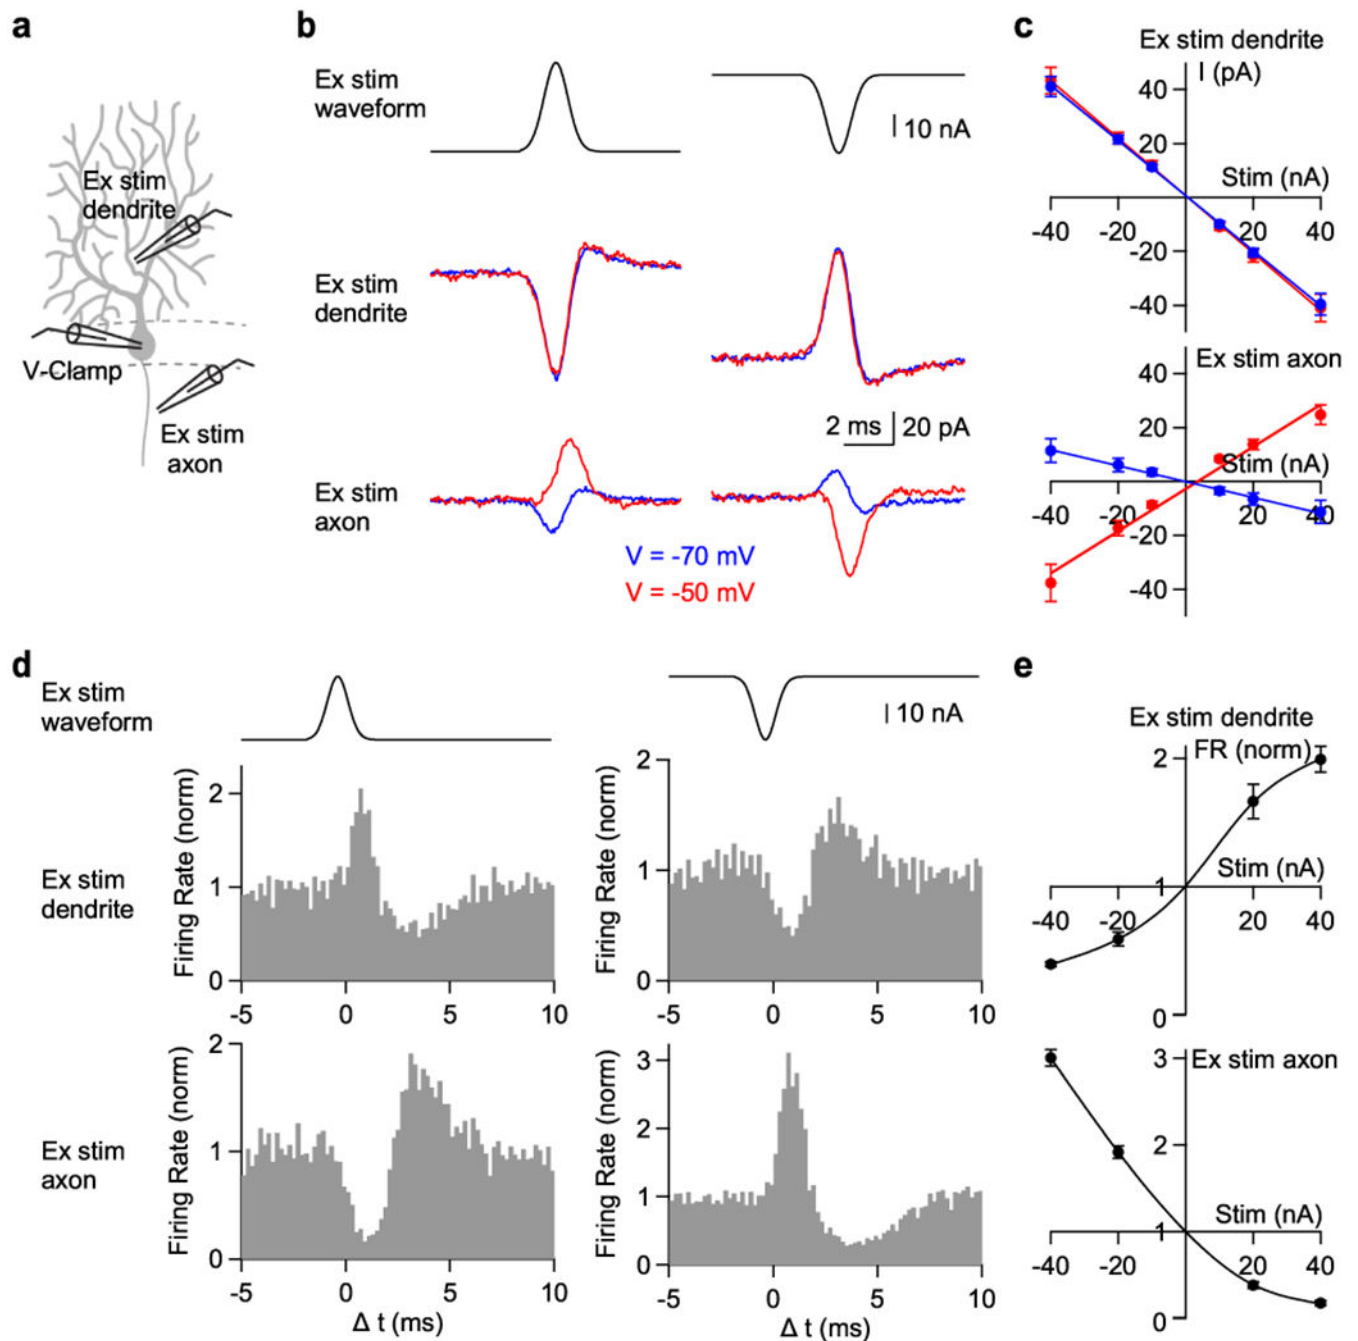 a
Ex stim
dendrite
V-Clamp
Ex stim
axon
b
Ex stim
waveform
10 nA
Ex stim
dendrite
2 ms
20 pA
Ex stim
axon
V = -70 mV
V = -50 mV
c
Ex stim dendrite
I (pA)
40
20
Stim (nA)
-40 -20 20 40
-20
-40
Ex stim axon
40
20
Stim (nA)
-40 -20 20 40
-20
-40
d
Ex stim
waveform
10 nA
Ex stim
dendrite
Firing Rate (norm)
2
1
0
-5 0 5 10
Firing Rate (norm)
2
1
0
-5 0 5 10
Ex stim
axon
Firing Rate (norm)
2
1
0
-5 0 5 10
Δ t (ms)
Firing Rate (norm)
3
2
1
0
-5 0 5 10
Δ t (ms)
e
Ex stim dendrite
FR (norm)
2
Stim (nA)
1
-40 -20 20 40
0
Ex stim axon
3
2
Stim (nA)
1
-40 -20 20 40
0